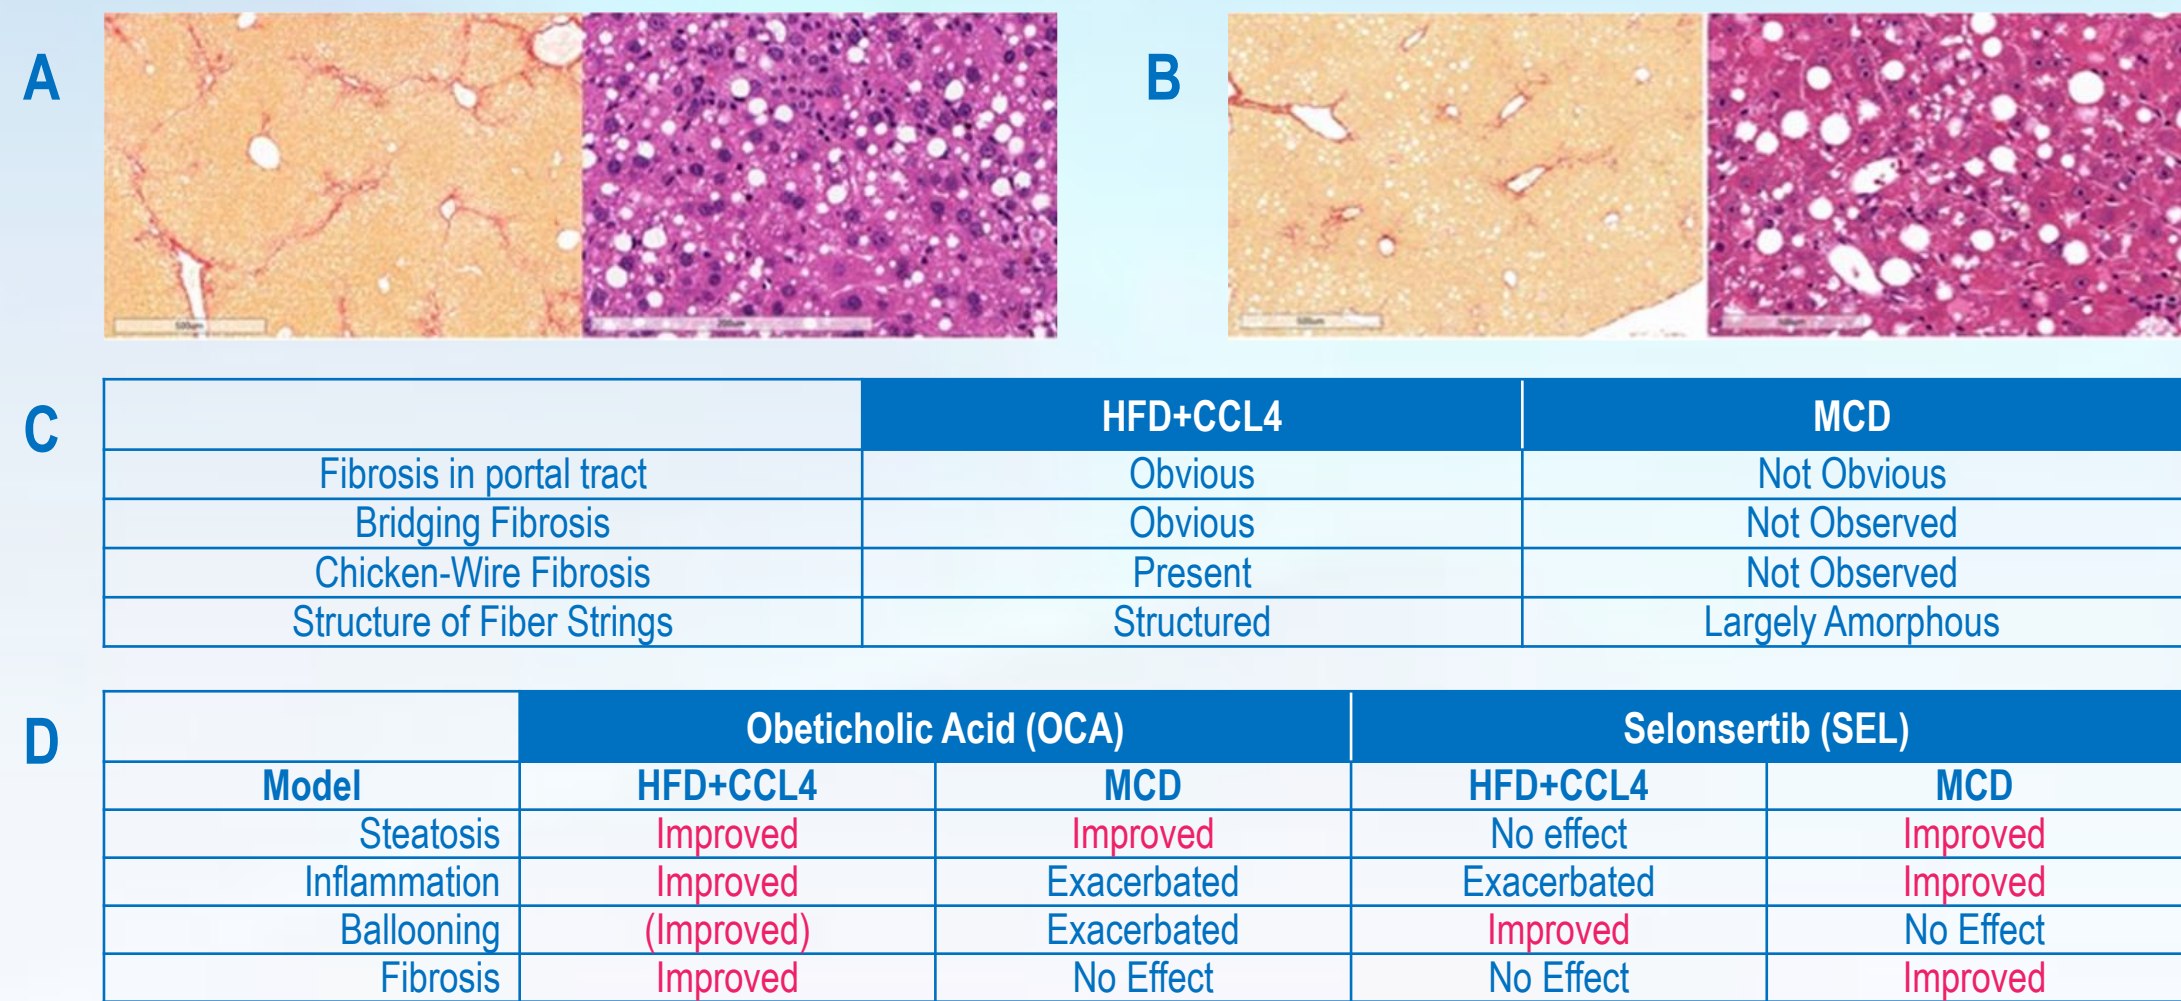 A
B
500um
200um
500um
C
HFD+CCL4 MCD
Fibrosis in portal tract Obvious Not Obvious
Bridging Fibrosis Obvious Not Observed
Chicken-Wire Fibrosis Present Not Observed
Structure of Fiber Strings Structured Largely Amorphous
D
Obeticholic Acid (OCA) Selonsertib (SEL)
Model HFD+CCL4 MCD HFD+CCL4 MCD
Steatosis Improved Improved No effect Improved
Inflammation Improved Exacerbated Exacerbated Improved
Ballooning (Improved) Exacerbated Improved No Effect
Fibrosis Improved No Effect No Effect Improved